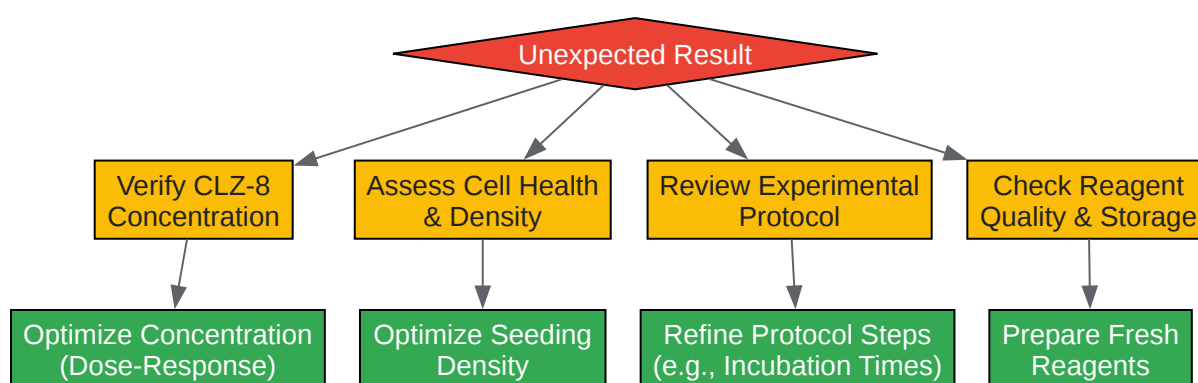 Unexpected Result
Verify CLZ-8
Concentration
Assess Cell Health
& Density
Review Experimental
Protocol
Check Reagent
Quality & Storage
Optimize Concentration
(Dose-Response)
Optimize Seeding
Density
Refine Protocol Steps
(e.g., Incubation Times)
Prepare Fresh
Reagents